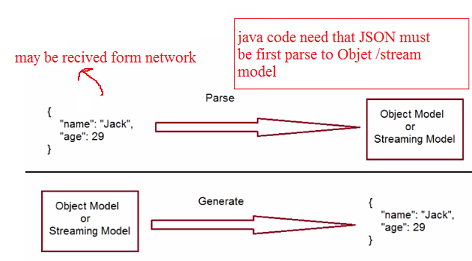 java code need that JSON must
be first parse to Objet /stream
model
may be recived form network
Parse
{
"name": "Jack",
"age": 29
}
Object Model
or
Streaming Model
Generate
Object Model
or
Streaming Model
{
"name": "Jack",
"age": 29
}